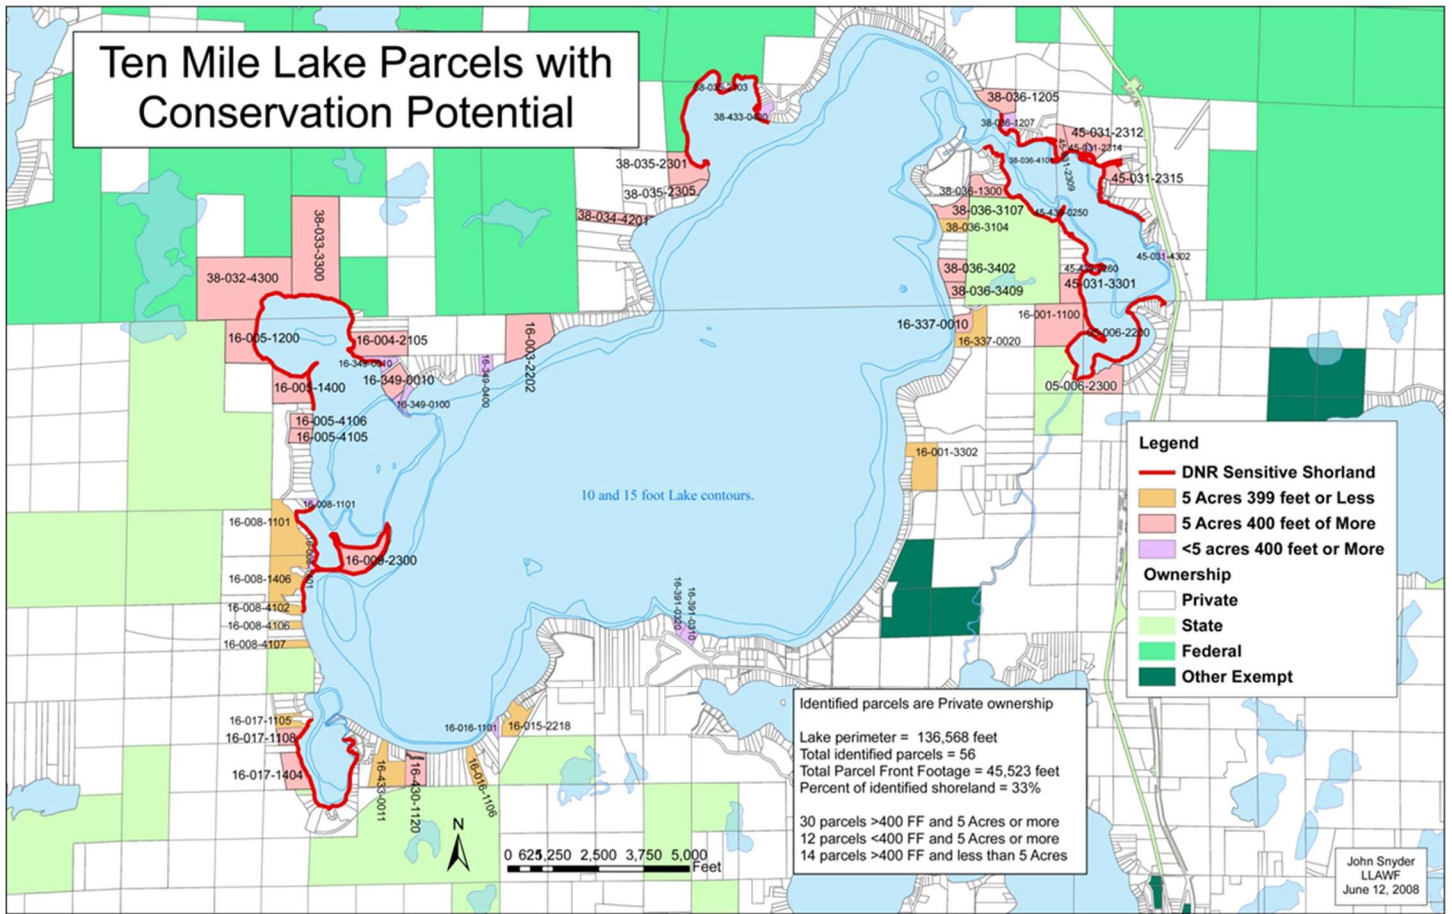 Ten Mile Lake Parcels with
Conservation Potential
38-433-0420
38-035-2301
38-035-2305
38-034-4201
38-033-3300
38-032-4300
16-005-1200
16-004-2105
16-003-2202
16-349-0010
16-349-0400
16-005-1400
16-349-0100
16-005-4106
16-005-4105
38-036-1205
38-036-1207
45-031-2312
45-031-2314
45-031-2309
45-031-2315
38-036-1300
38-036-3107
38-036-3104
45-031-4302
38-036-3402
45-031-3301
38-036-3409
16-001-1100
16-337-0010
16-337-0020
05-006-2200
05-006-2300
16-001-3302
10 and 15 foot Lake contours.
16-008-1101
16-008-1101
16-009-2300
16-008-1406
16-008-4102
16-008-4106
16-008-4107
16-391-0320
16-391-0310
16-017-1105
16-017-1108
16-017-1404
16-016-1101
16-015-2218
16-433-0011
16-430-1120
16-016-1106
Legend
DNR Sensitive Shorland
5 Acres 399 feet or Less
5 Acres 400 feet of More
<5 acres 400 feet or More
Ownership
Private
State
Federal
Other Exempt
Identified parcels are Private ownership
Lake perimeter = 136,568 feet
Total identified parcels = 56
Total Parcel Front Footage = 45,523 feet
Percent of identified shoreland = 33%
30 parcels >400 FF and 5 Acres or more
12 parcels <400 FF and 5 Acres or more
14 parcels >400 FF and less than 5 Acres
N
0 625 1,250 2,500 3,750 5,000
Feet
John Snyder
LLAWF
June 12, 2008